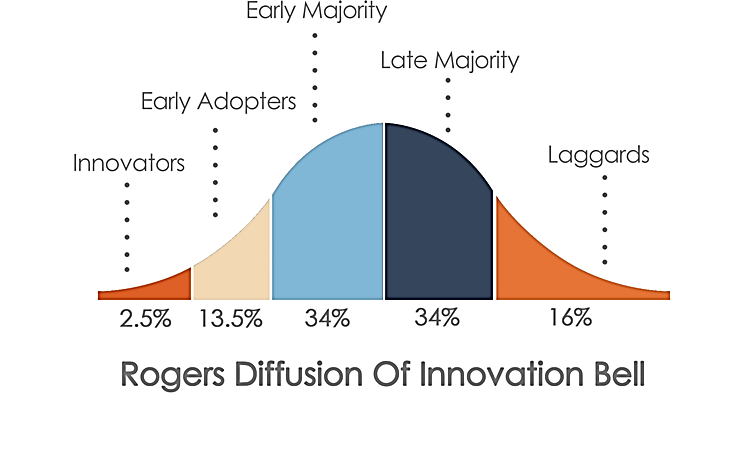 Early Majority
Late Majority
Early Adopters
Innovators
Laggards
2.5%
13.5%
34%
34%
16%
Rogers Diffusion Of Innovation Bell